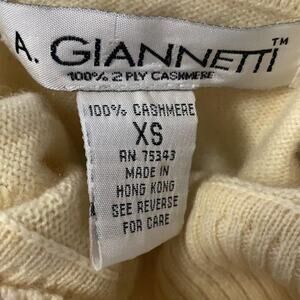 A. GIANNETTI™
100% 2 PLY CASHMERE
100% CASHMERE
XS
RN 75343
MADE IN
HONG KONG
SEE REVERSE
FOR CARE